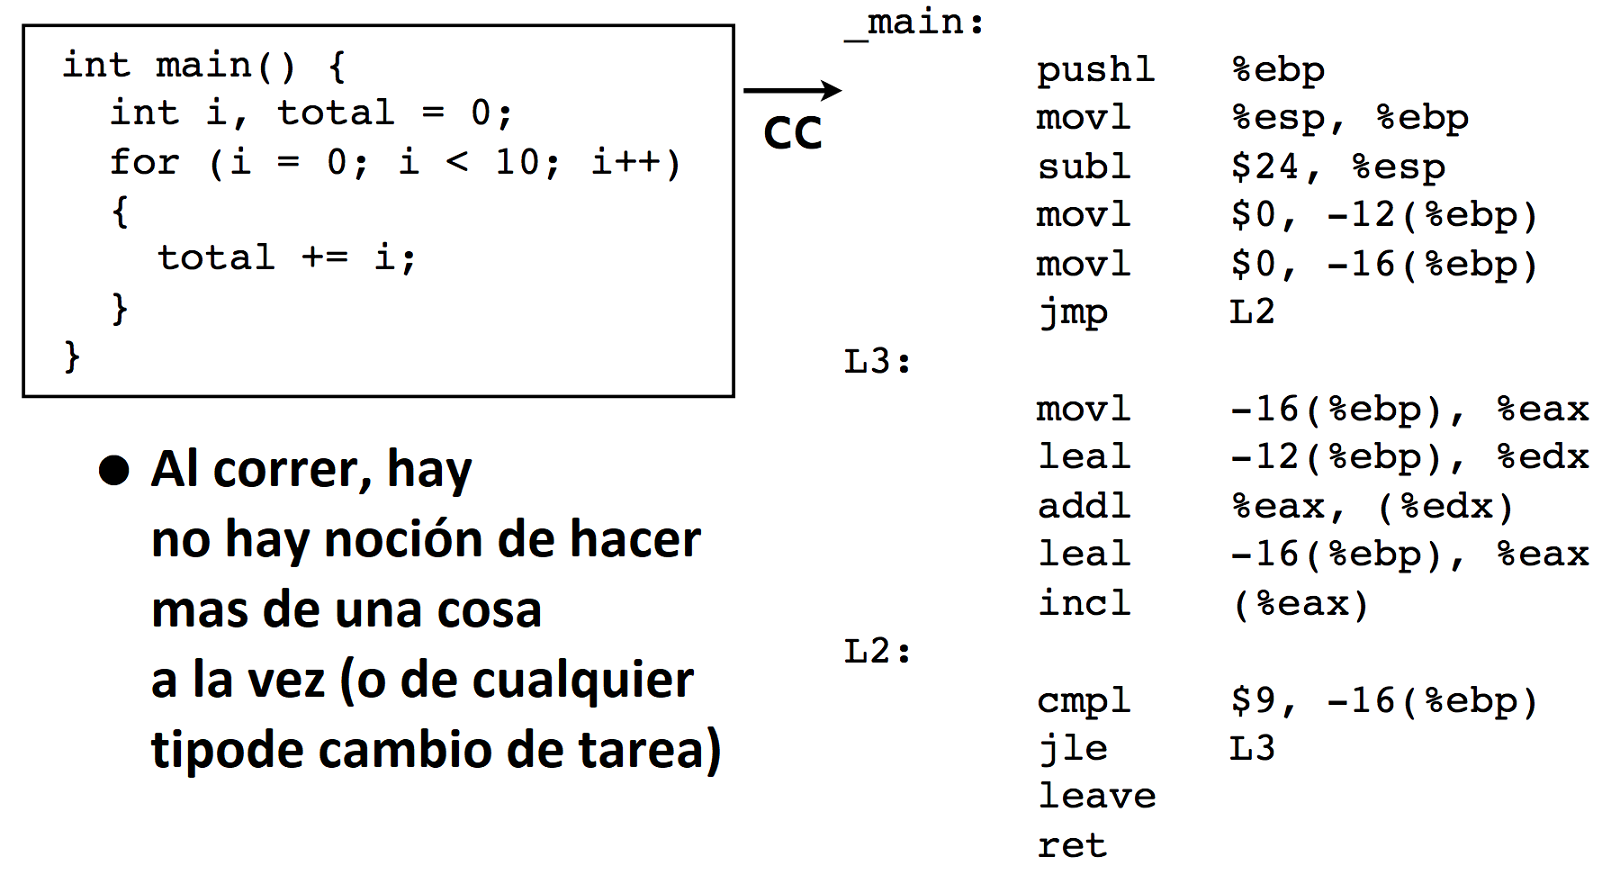 int main() {
int i, total = 0;
for (i = 0; i < 10; i++)
{
total += i;
}
}
CC
● Al correr, hay
no hay noción de hacer
mas de una cosa
a la vez (o de cualquier
tipode cambio de tarea)
_main:
pushl %ebp
movl %esp, %ebp
subl $24, %esp
movl $0, -12(%ebp)
movl $0, -16(%ebp)
jmp L2
L3:
movl -16(%ebp), %eax
leal -12(%ebp), %edx
addl %eax, (%edx)
leal -16(%ebp), %eax
incl (%eax)
L2:
cmpl $9, -16(%ebp)
jle L3
leave
ret